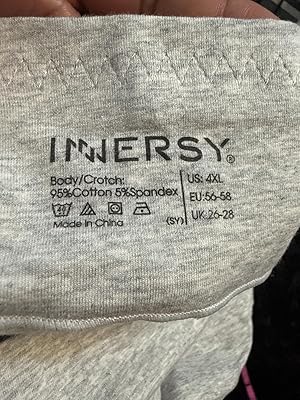 INNERSY®
Body/Crotch:
95%Cotton 5%Spandex
Made in China
(SY)
US: 4XL
EU:56-58
UK:26-28